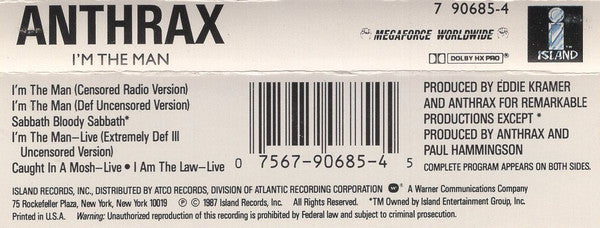 ANTHRAX
7 90685-4
I'M THE MAN
MEGAFORCE WORLDWIDE
DOLBY HX PRO
i
ISLAND
I'm The Man (Censored Radio Version)
I'm The Man (Def Uncensored Version)
Sabbath Bloody Sabbath*
I'm The Man–Live (Extremely Def III
Uncensored Version)
Caught In A Mosh–Live • I Am The Law–Live
0 7567-90685-4 5
PRODUCED BY EDDIE KRAMER
AND ANTHRAX FOR REMARKABLE
PRODUCTIONS EXCEPT*
PRODUCED BY ANTHRAX AND
PAUL HAMMINGSON
COMPLETE PROGRAM APPEARS ON BOTH SIDES.
ISLAND RECORDS, INC., DISTRIBUTED BY ATCO RECORDS, DIVISION OF ATLANTIC RECORDING CORPORATION A Warner Communications Company
75 Rockefeller Plaza, New York, New York 10019 Ⓟ © 1987 Island Records, Inc. All Rights Reserved. *TM Owned by Island Entertainment Group, Inc.
Printed in U.S.A. Warning: Unauthorized reproduction of this recording is prohibited by Federal law and subject to criminal prosecution.